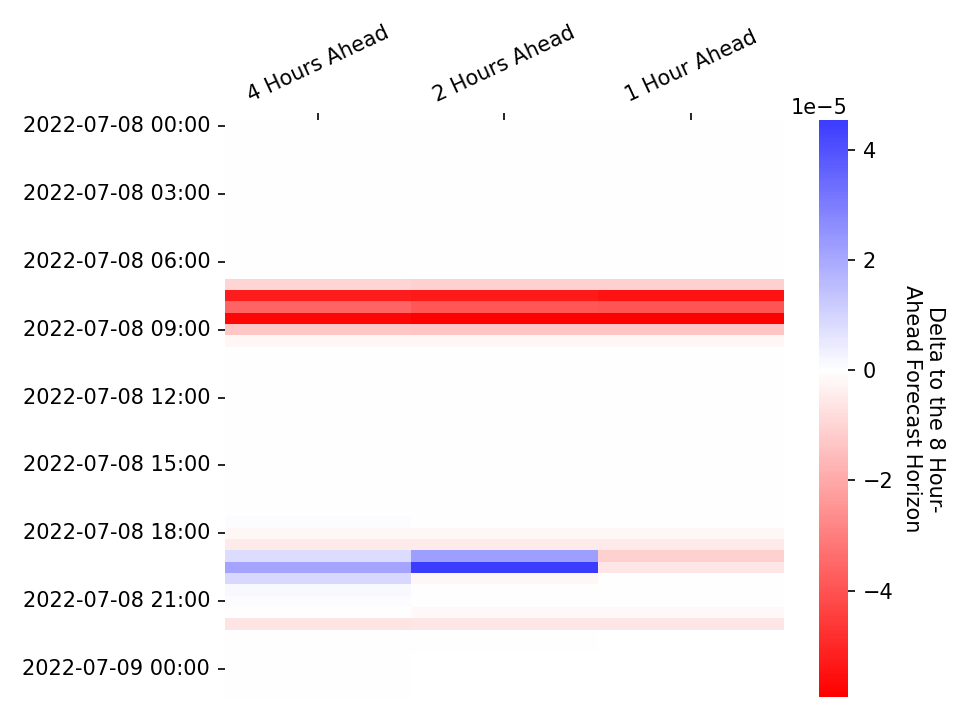 4 Hours Ahead
2 Hours Ahead
1 Hour Ahead
2022-07-08 00:00
2022-07-08 03:00
2022-07-08 06:00
2022-07-08 09:00
2022-07-08 12:00
2022-07-08 15:00
2022-07-08 18:00
2022-07-08 21:00
2022-07-09 00:00
1e−5
4
2
0
−2
−4
Delta to the 8 Hour-
Ahead Forecast Horizon